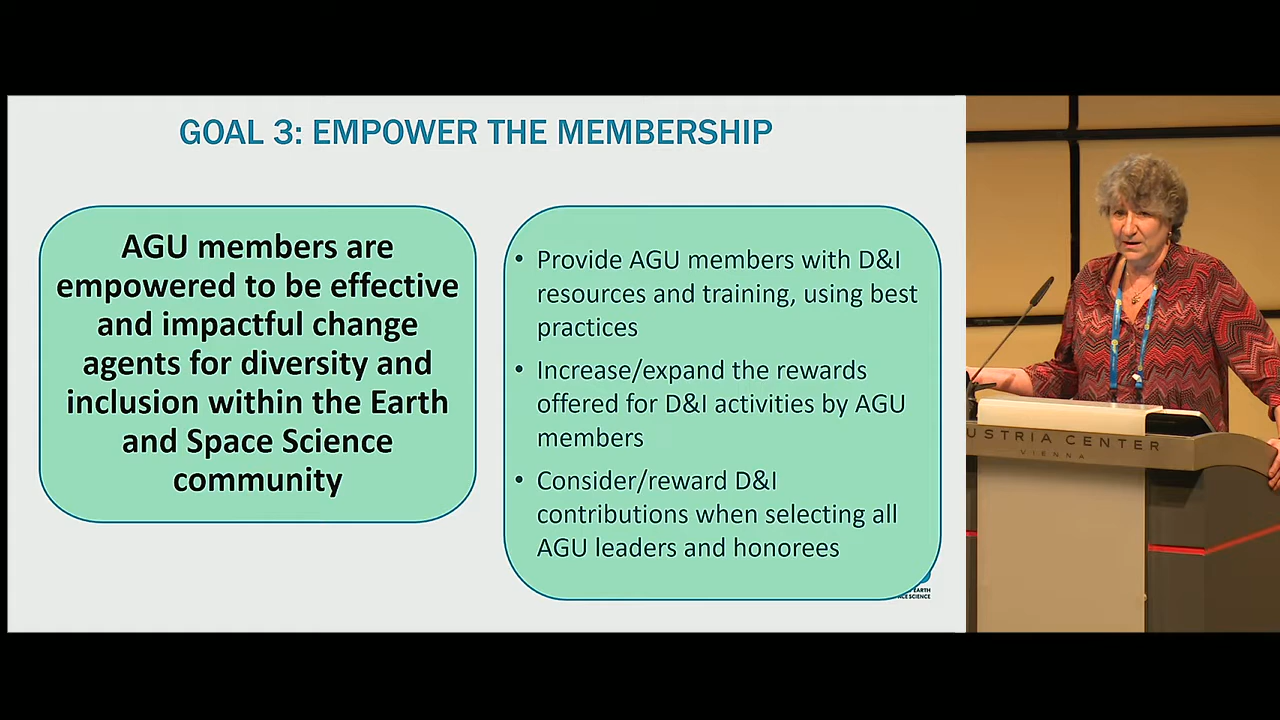 GOAL 3: EMPOWER THE MEMBERSHIP
AGU members are
empowered to be effective
and impactful change
agents for diversity and
inclusion within the Earth
and Space Science
community
• Provide AGU members with D&I
resources and training, using best
practices
• Increase/expand the rewards
offered for D&I activities by AGU
members
• Consider/reward D&I
contributions when selecting all
AGU leaders and honorees
EARTH
SCIENCE
USTRIA CENTER
VIENNA